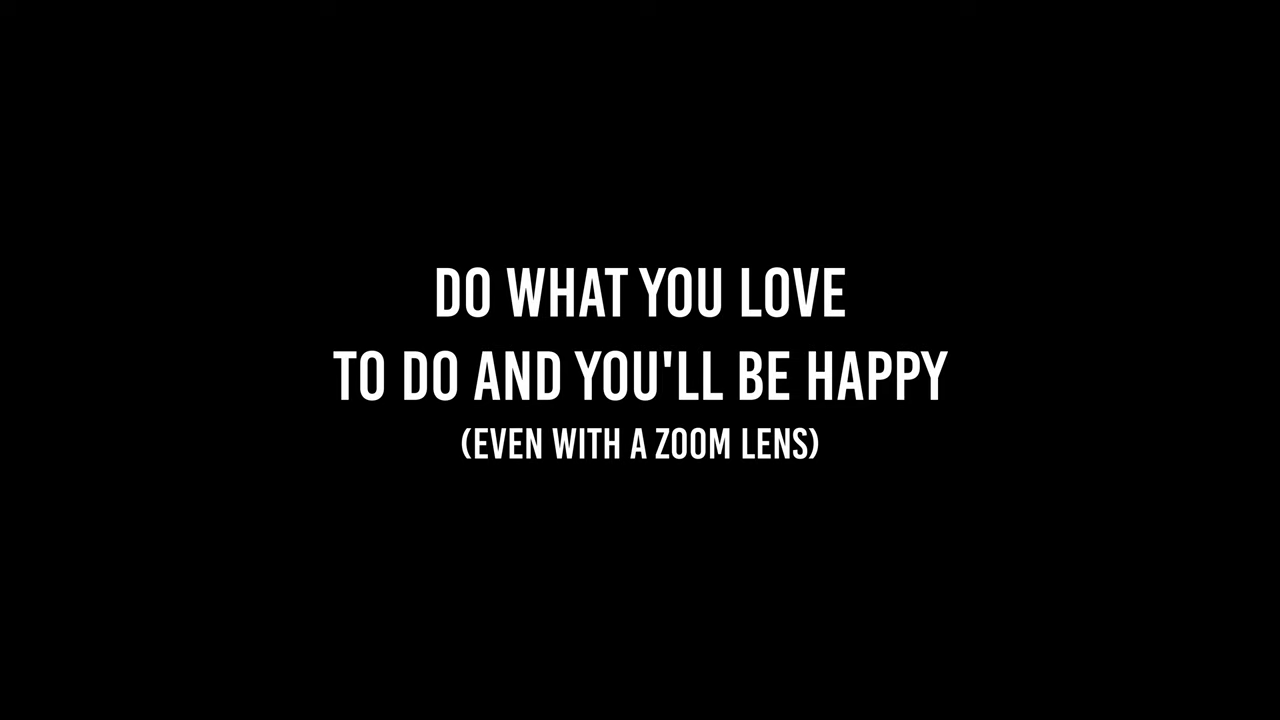 DO WHAT YOU LOVE
TO DO AND YOU'LL BE HAPPY
(EVEN WITH A ZOOM LENS)